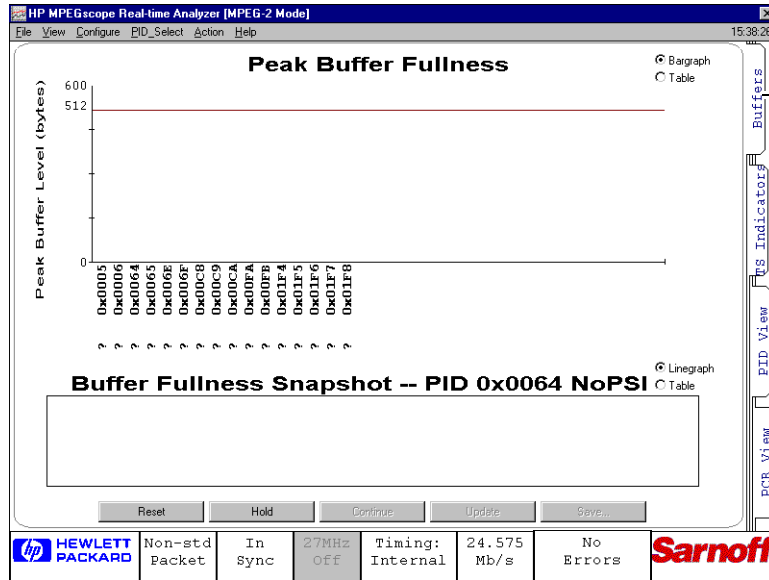 HP MPEGscope Real-time Analyzer [MPEG-2 Mode]
File View Configure PID_Select Action Help
15:38:26
Peak Buffer Fullness
Bargraph
Table
Peak Buffer Level (bytes)
600
512
0
0x0005
0x0006
0x0064
0x0065
0x006E
0x006F
0x00C8
0x00C9
0x00CA
0x00FA
0x00FB
0x01F4
0x01F5
0x01F6
0x01F7
0x01F8
? ? ? ? ? ? ? ? ? ? ? ? ? ? ? ?
Buffers
TS Indicators
PID View
PCR View
Linegraph
Table
Buffer Fullness Snapshot -- PID 0x0064 NoPSI
Reset
Hold
Continue
Update
Save...
hp HEWLETT
PACKARD
Non-std
Packet
In
Sync
27MHz
Off
Timing:
Internal
24.575
Mb/s
No
Errors
Sarnoff